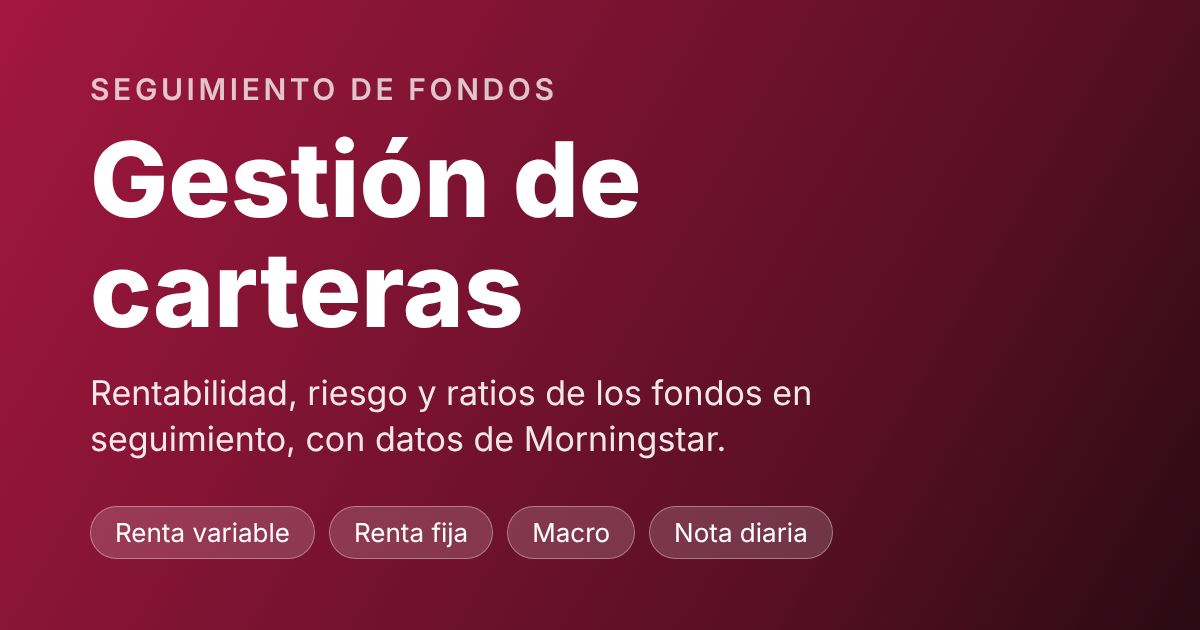 SEGUIMIENTO DE FONDOS
Gestión de
carteras
Rentabilidad, riesgo y ratios de los fondos en
seguimiento, con datos de Morningstar.
Renta variable
Renta fija
Macro
Nota diaria